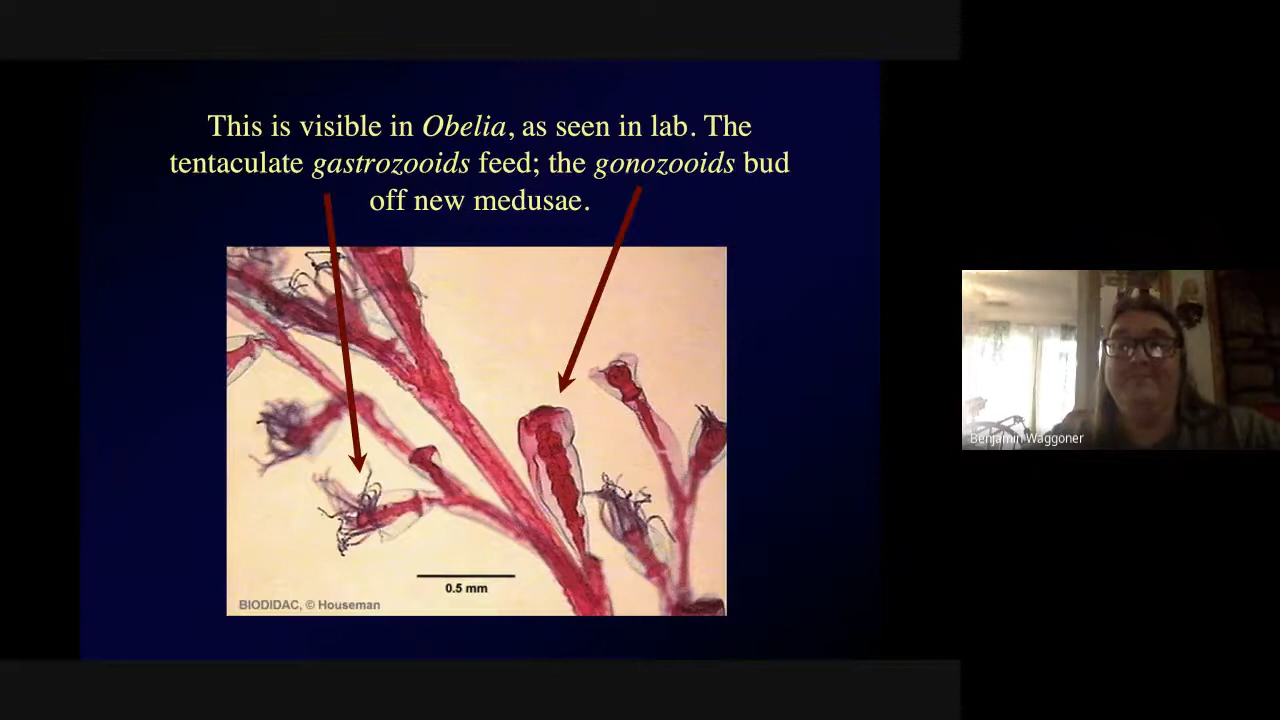 This is visible in Obelia, as seen in lab. The
tentaculate gastrozooids feed; the gonozooids bud
off new medusae.
0.5 mm
BIODIDAC, © Houseman
Benjamin Waggoner